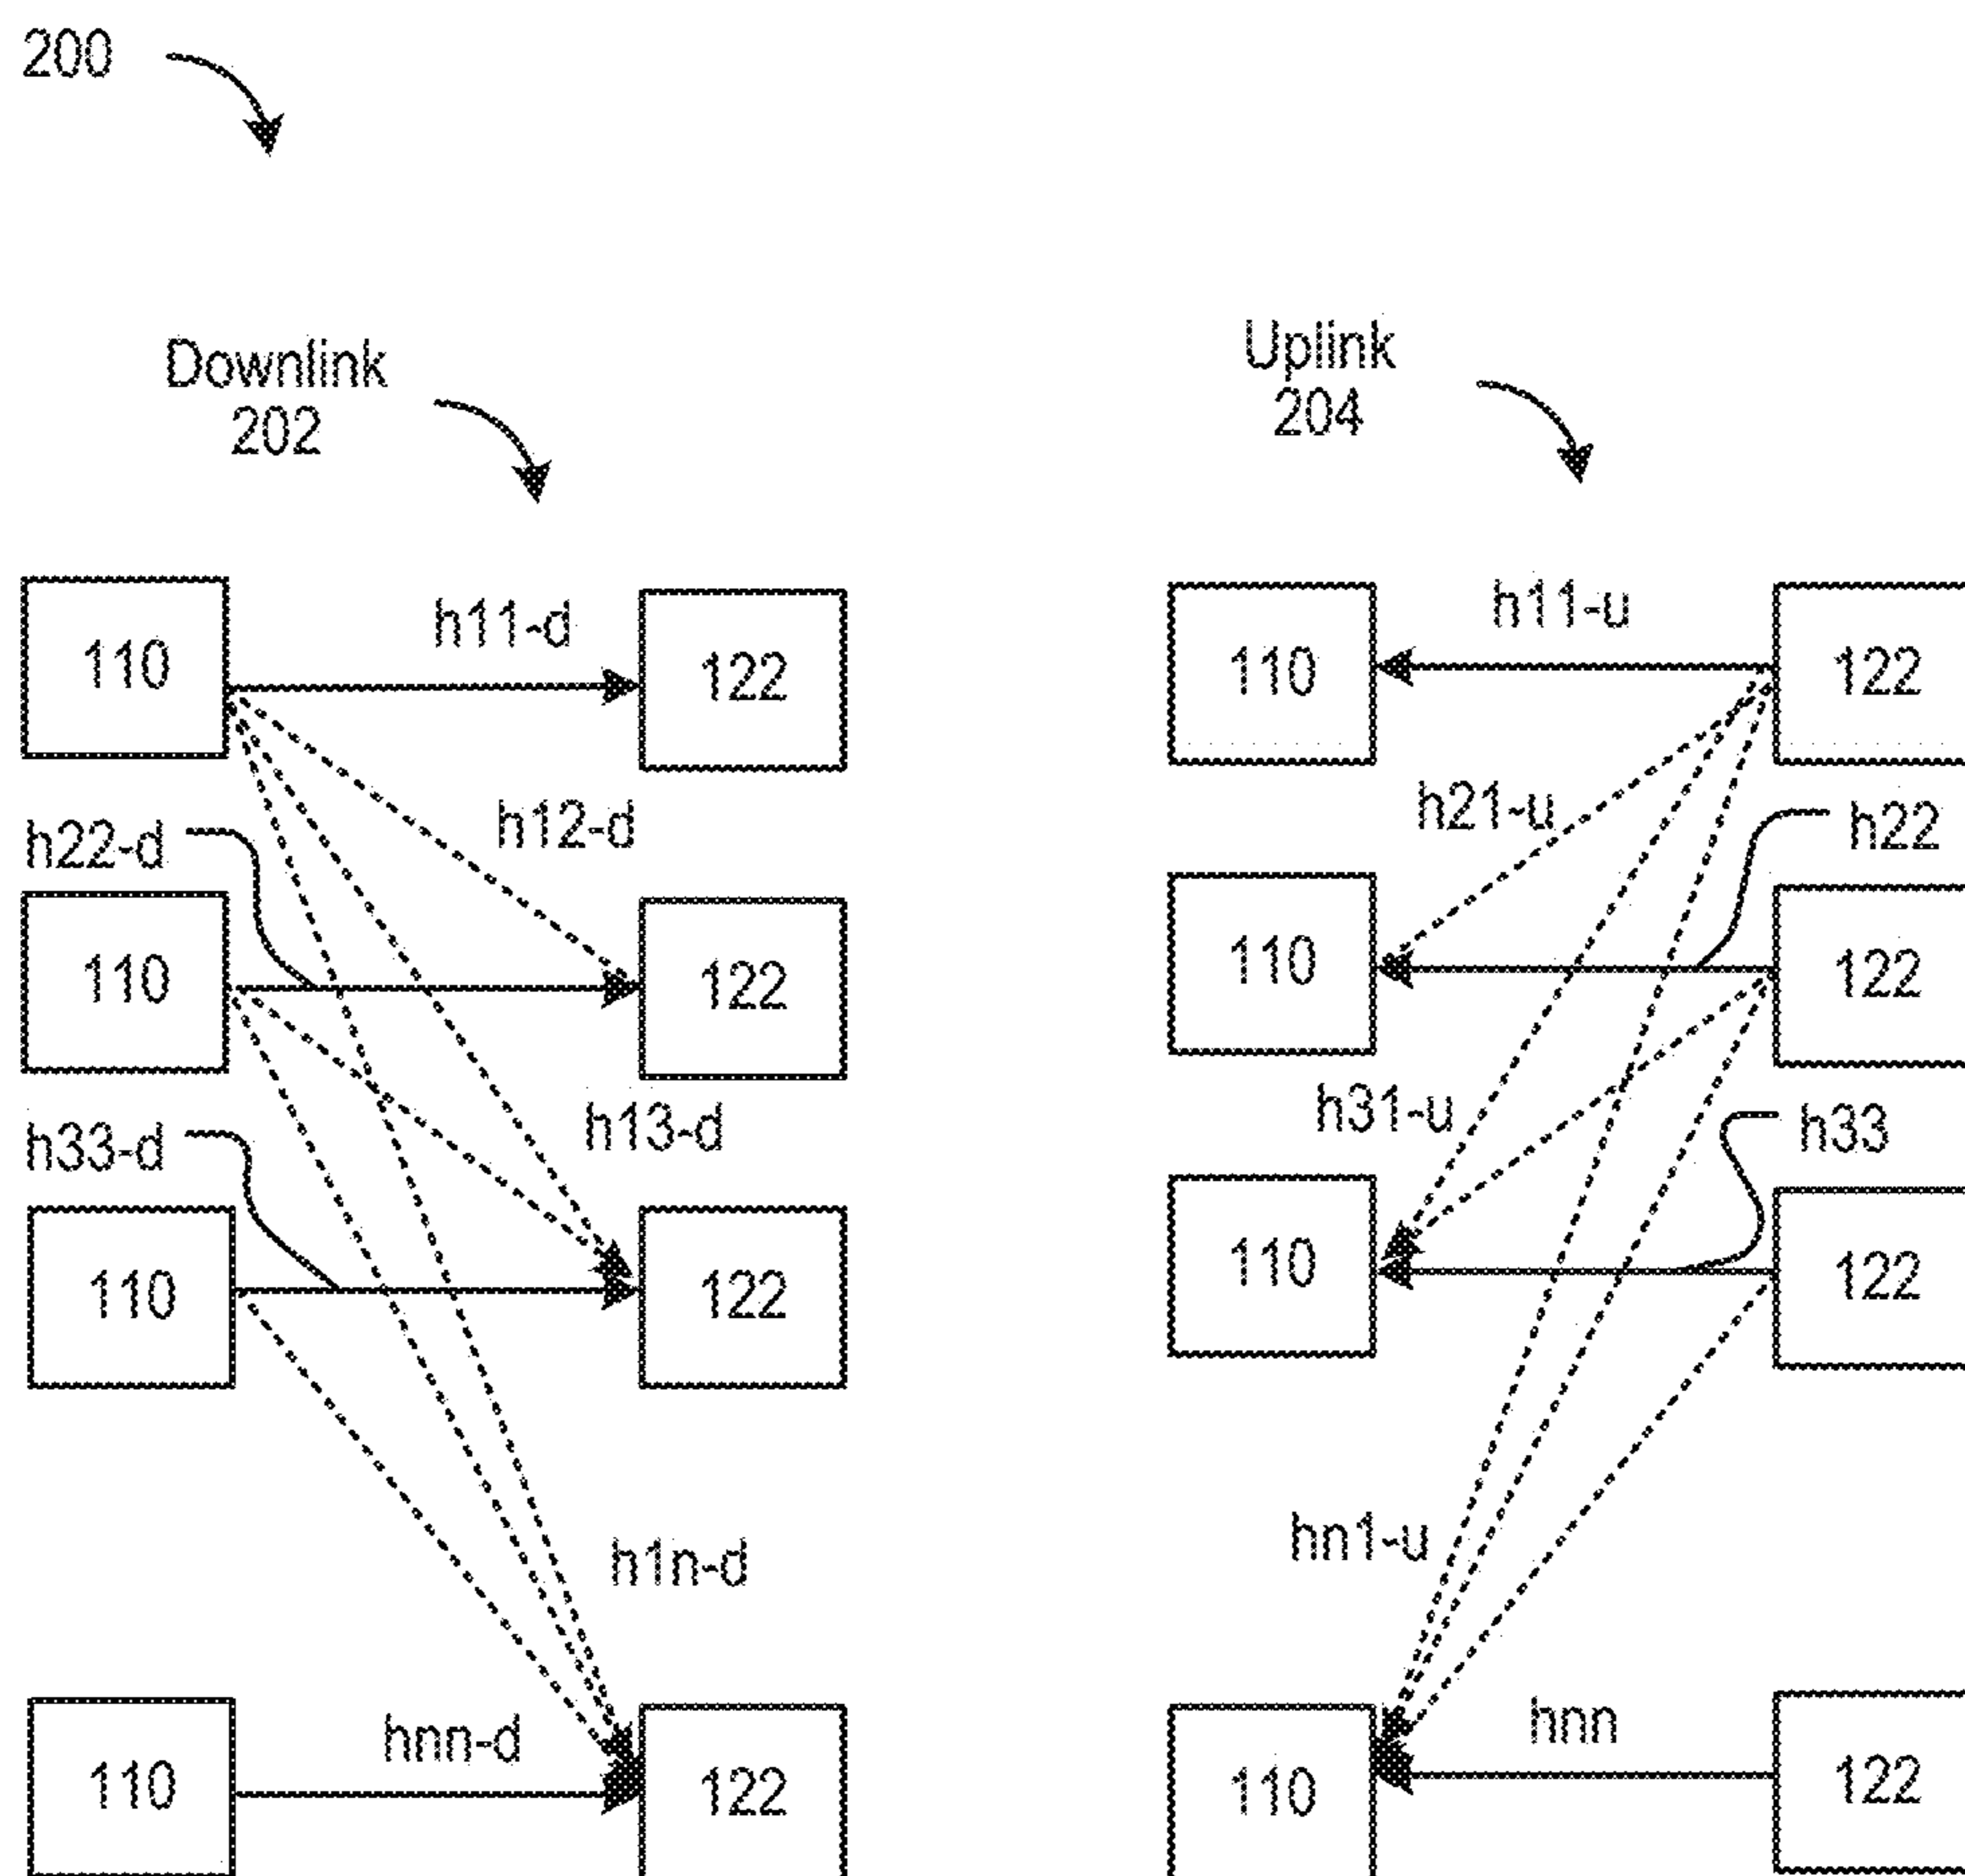 200
Downlink
202
Uplink
204
110
h11-d
122
110
h11-u
122
h22-d
h12-d
h21-u
h22
110
122
110
122
h33-d
h13-d
h31-u
h33
110
122
110
122
h1n-d
hn1-u
110
hnn-d
122
110
hnn
122